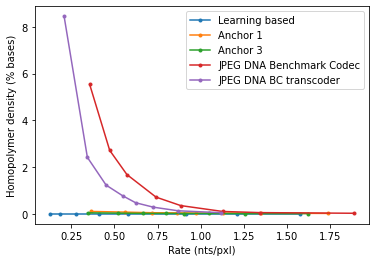 Learning based
Anchor 1
Anchor 3
JPEG DNA Benchmark Codec
JPEG DNA BC transcoder
Homopolymer density (% bases)
8
6
4
2
0
0.25 0.50 0.75 1.00 1.25 1.50 1.75
Rate (nts/pxl)